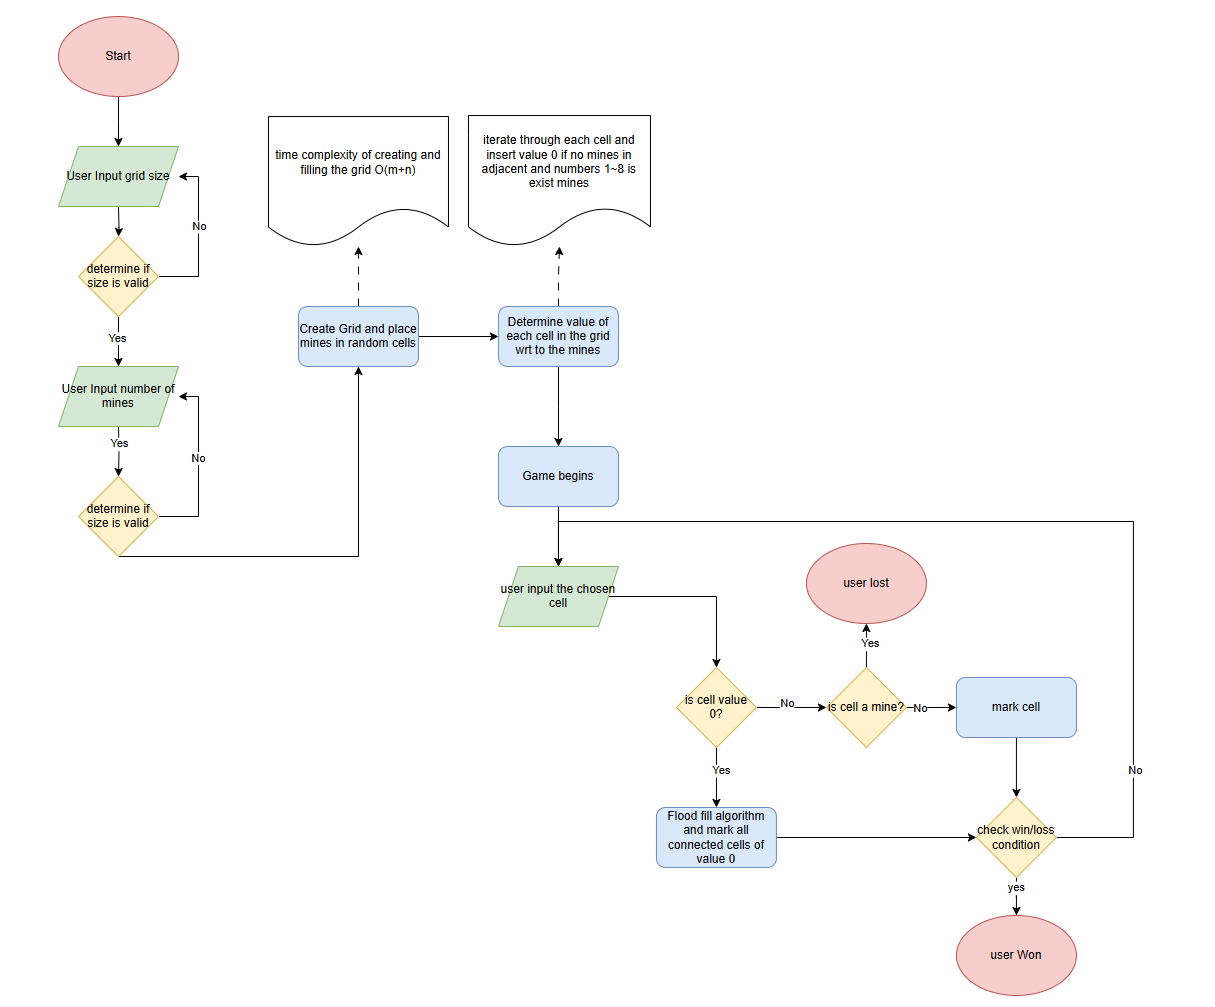 Start
User Input grid size
No
determine if
size is valid
Yes
User Input number of
mines
Yes
No
determine if
size is valid
time complexity of creating and
filling the grid O(m+n)
iterate through each cell and
insert value 0 if no mines in
adjacent and numbers 1~8 is
exist mines
Create Grid and place
mines in random cells
Determine value of
each cell in the grid
wrt to the mines
Game begins
user input the chosen
cell
user lost
Yes
is cell value
0?
No
is cell a mine?
No
mark cell
Yes
No
Flood fill algorithm
and mark all
connected cells of
value 0
check win/loss
condition
yes
user Won